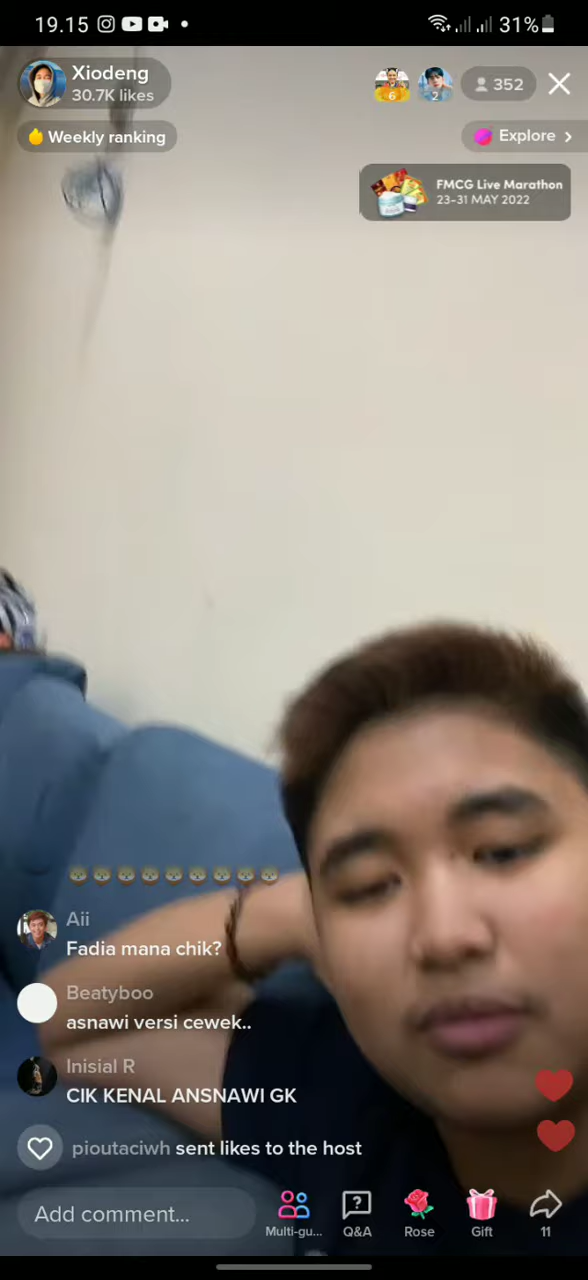 19.15
31%
Xiodeng
30.7K likes
6
2
352
Weekly ranking
Explore
FMCG Live Marathon
23-31 MAY 2022
Aii
Fadia mana chik?
Beatyboo
asnawi versi cewek..
Inisial R
CIK KENAL ANSNAWI GK
pioutaciwh sent likes to the host
Add comment...
Multi-gu...
Q&A
Rose
Gift
11